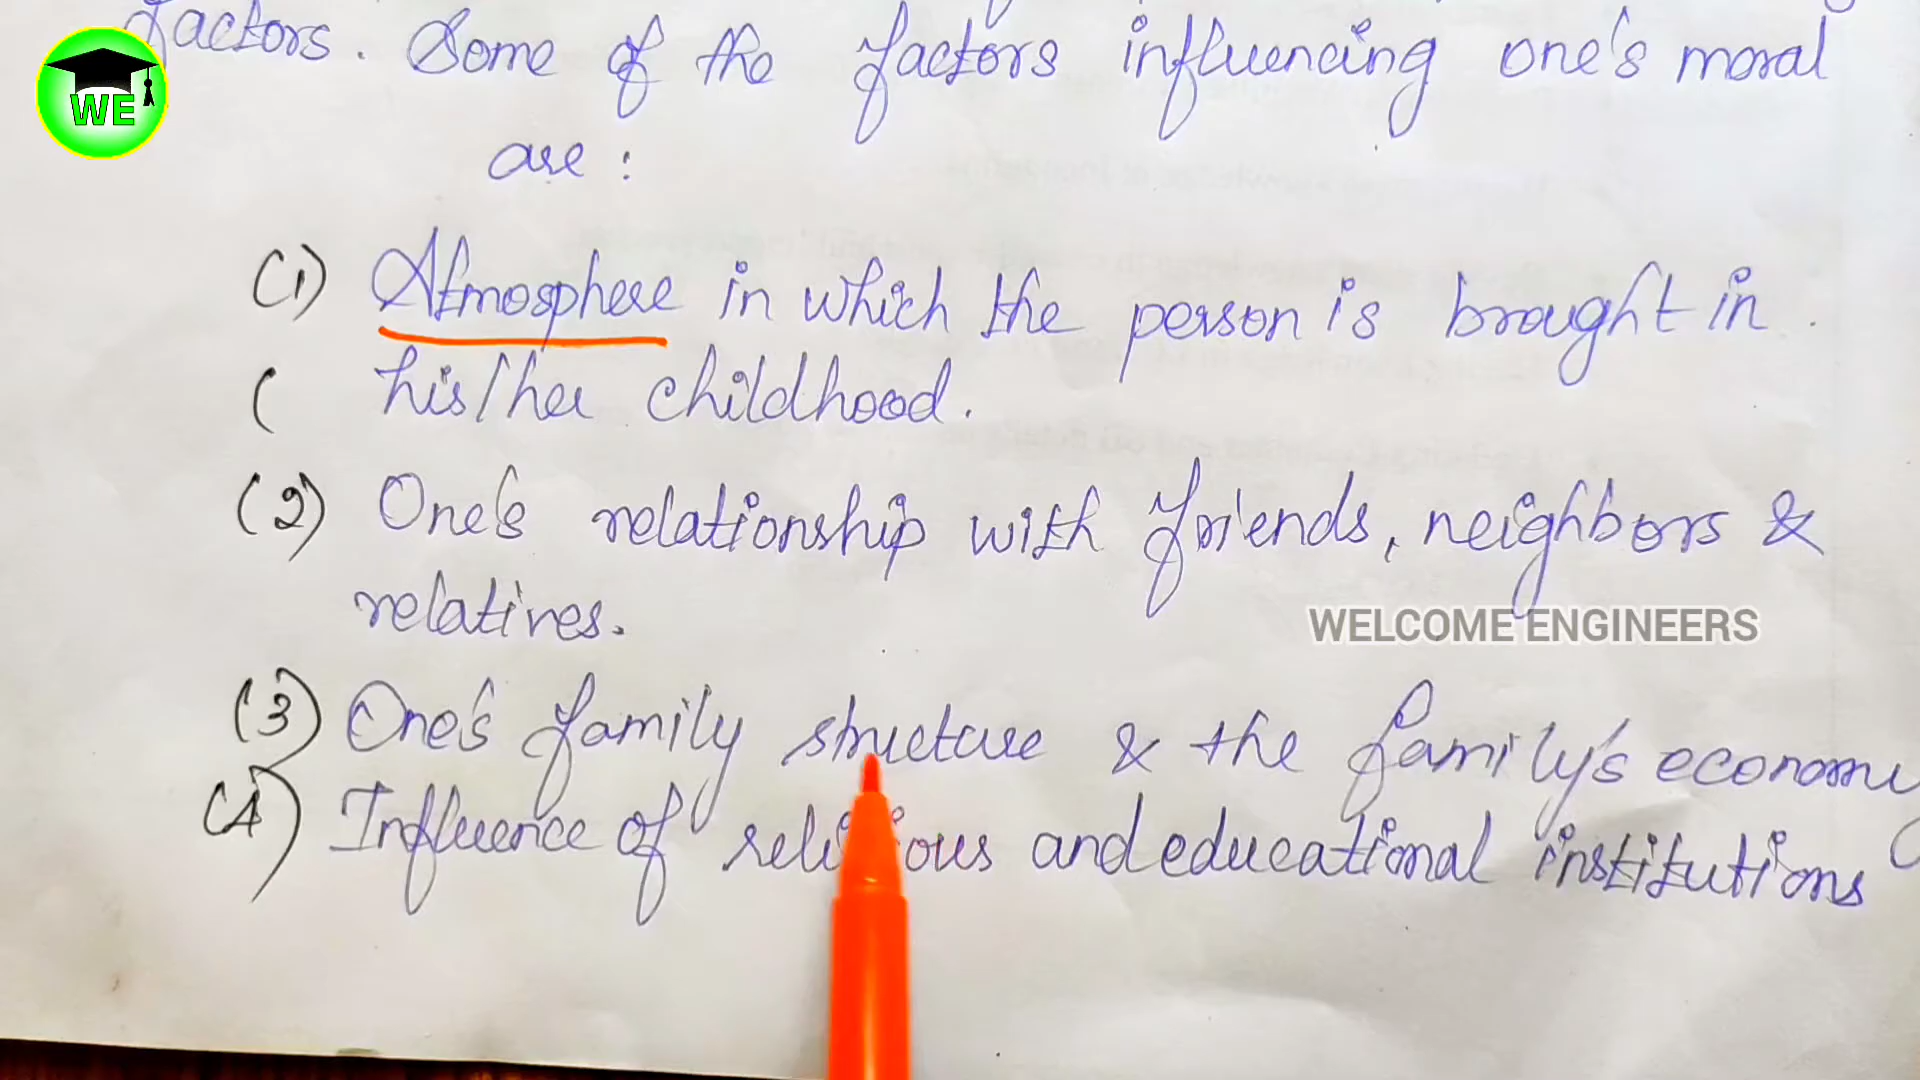 factors. Some of the factors influencing one's moral
WE
are :
(1) Atmosphere in which the person is brought in
( his/her childhood.
(2) One's relationship with friends, neighbors &
relatives.
WELCOME ENGINEERS
(3) One's family structure & the family's economy
(4) Influence of religious and educational institutions